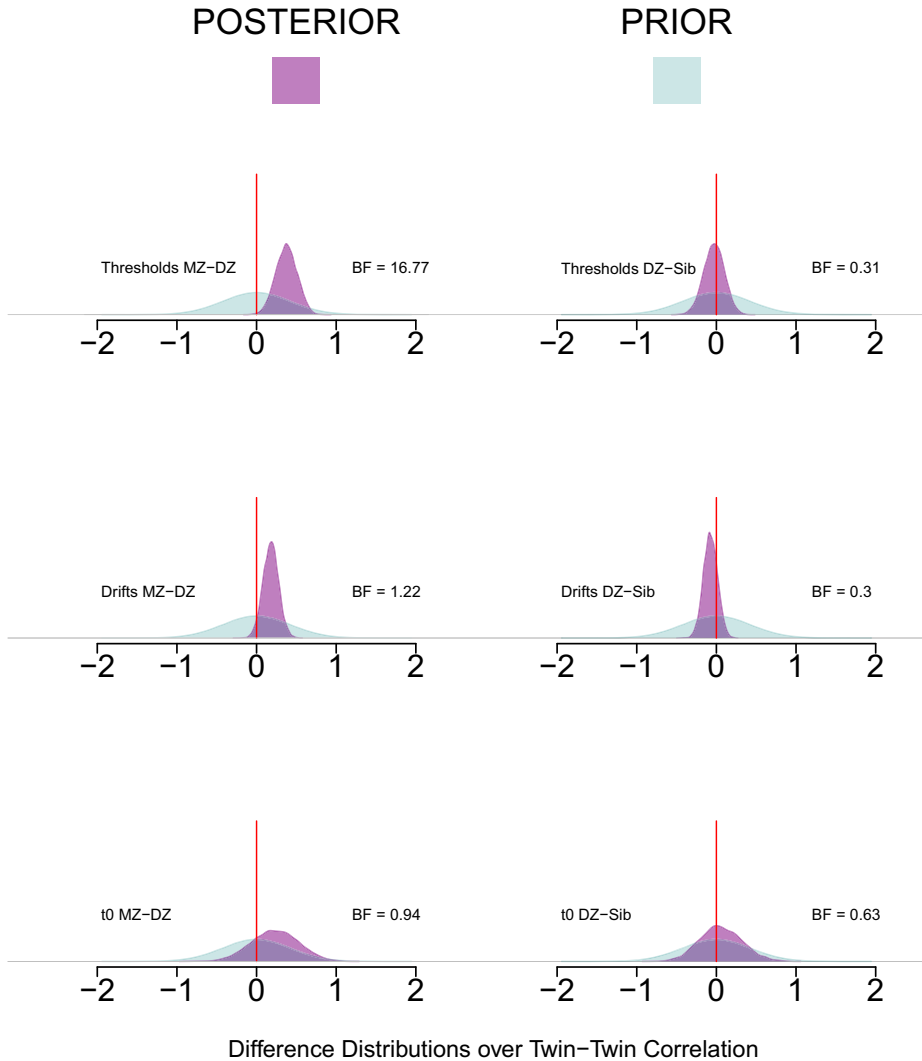 POSTERIOR PRIOR
Thresholds MZ−DZ BF = 16.77 Thresholds DZ−Sib BF = 0.31
−2 −1 0 1 2 −2 −1 0 1 2
Drifts MZ−DZ BF = 1.22 Drifts DZ−Sib BF = 0.3
−2 −1 0 1 2 −2 −1 0 1 2
t0 MZ−DZ BF = 0.94 t0 DZ−Sib BF = 0.63
−2 −1 0 1 2 −2 −1 0 1 2
Difference Distributions over Twin−Twin Correlation